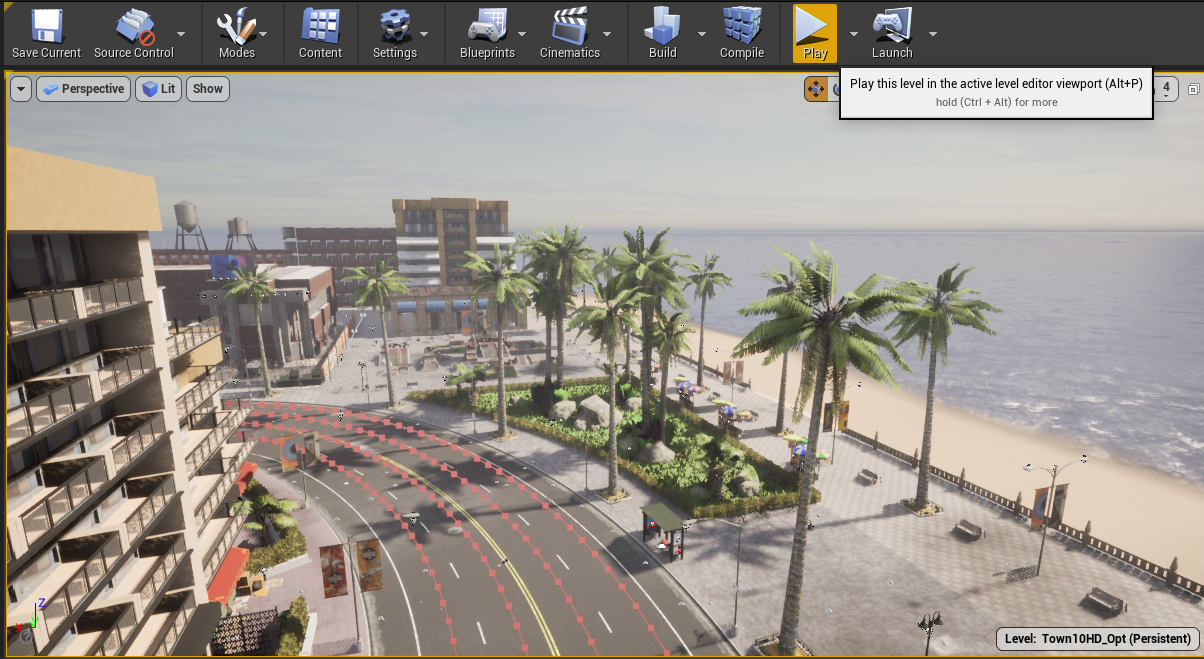 Save Current
Source Control
Modes
Content
Settings
Blueprints
Cinematics
Build
Compile
Play
Launch
Perspective
Lit
Show
4
Play this level in the active level editor viewport (Alt+P)
hold (Ctrl + Alt) for more
Z
Level: Town10HD_Opt (Persistent)